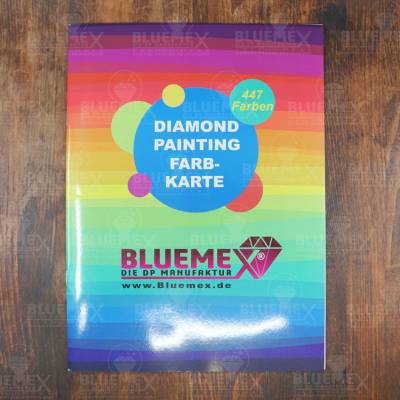 447
Farben
DIAMOND
PAINTING
FARB-
KARTE
BLUEMEX®
DIE DP MANUFAKTUR
www.Bluemex.de